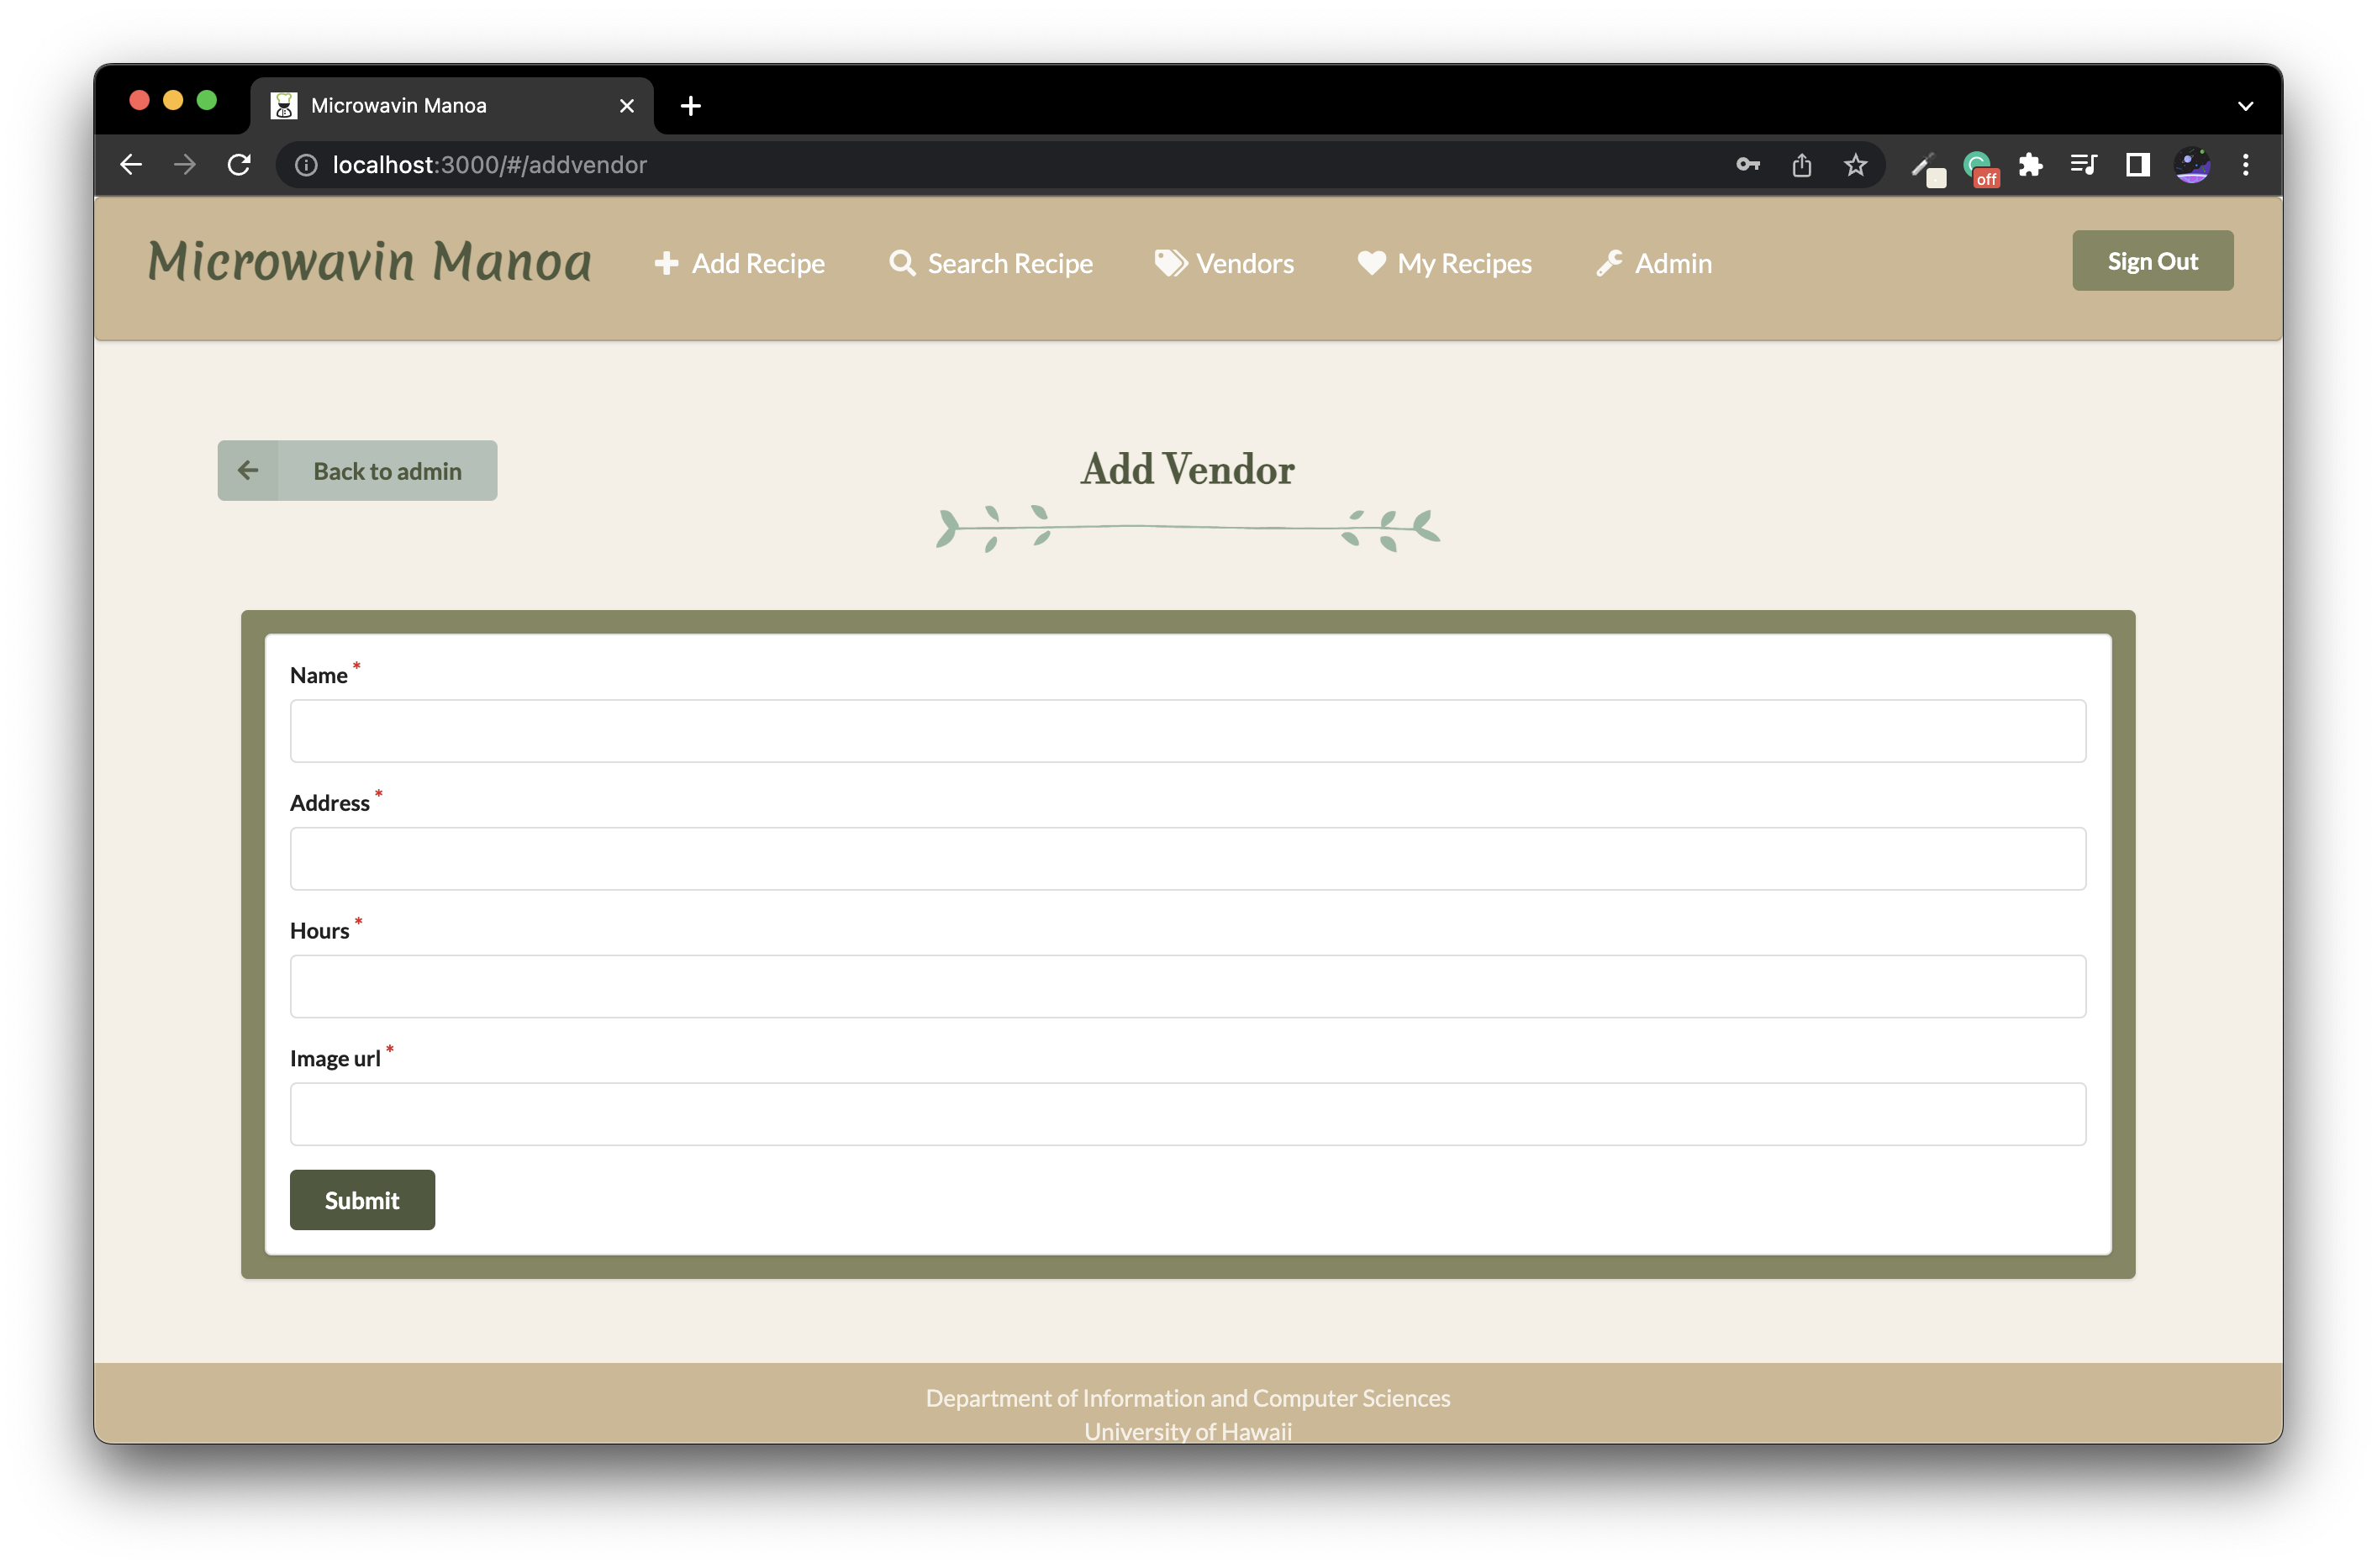 Microwavin Manoa
localhost:3000/#/addvendor
off
Microwavin Manoa
Add Recipe
Search Recipe
Vendors
My Recipes
Admin
Sign Out
Back to admin
Add Vendor
Name *
Address *
Hours *
Image url *
Submit
Department of Information and Computer Sciences
University of Hawaii